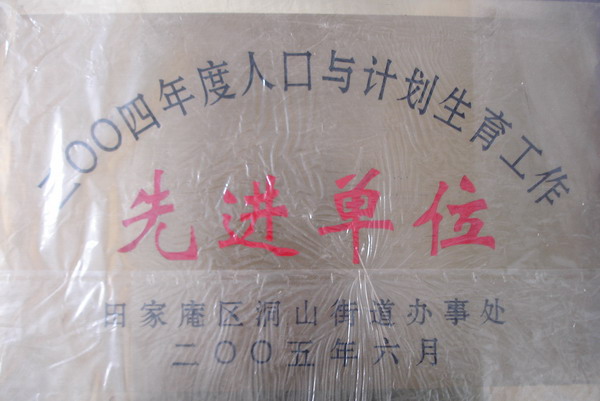 二〇〇四年度人口与计划生育工作
先进单位
田家庵区洞山街道办事处
二〇〇五年六月